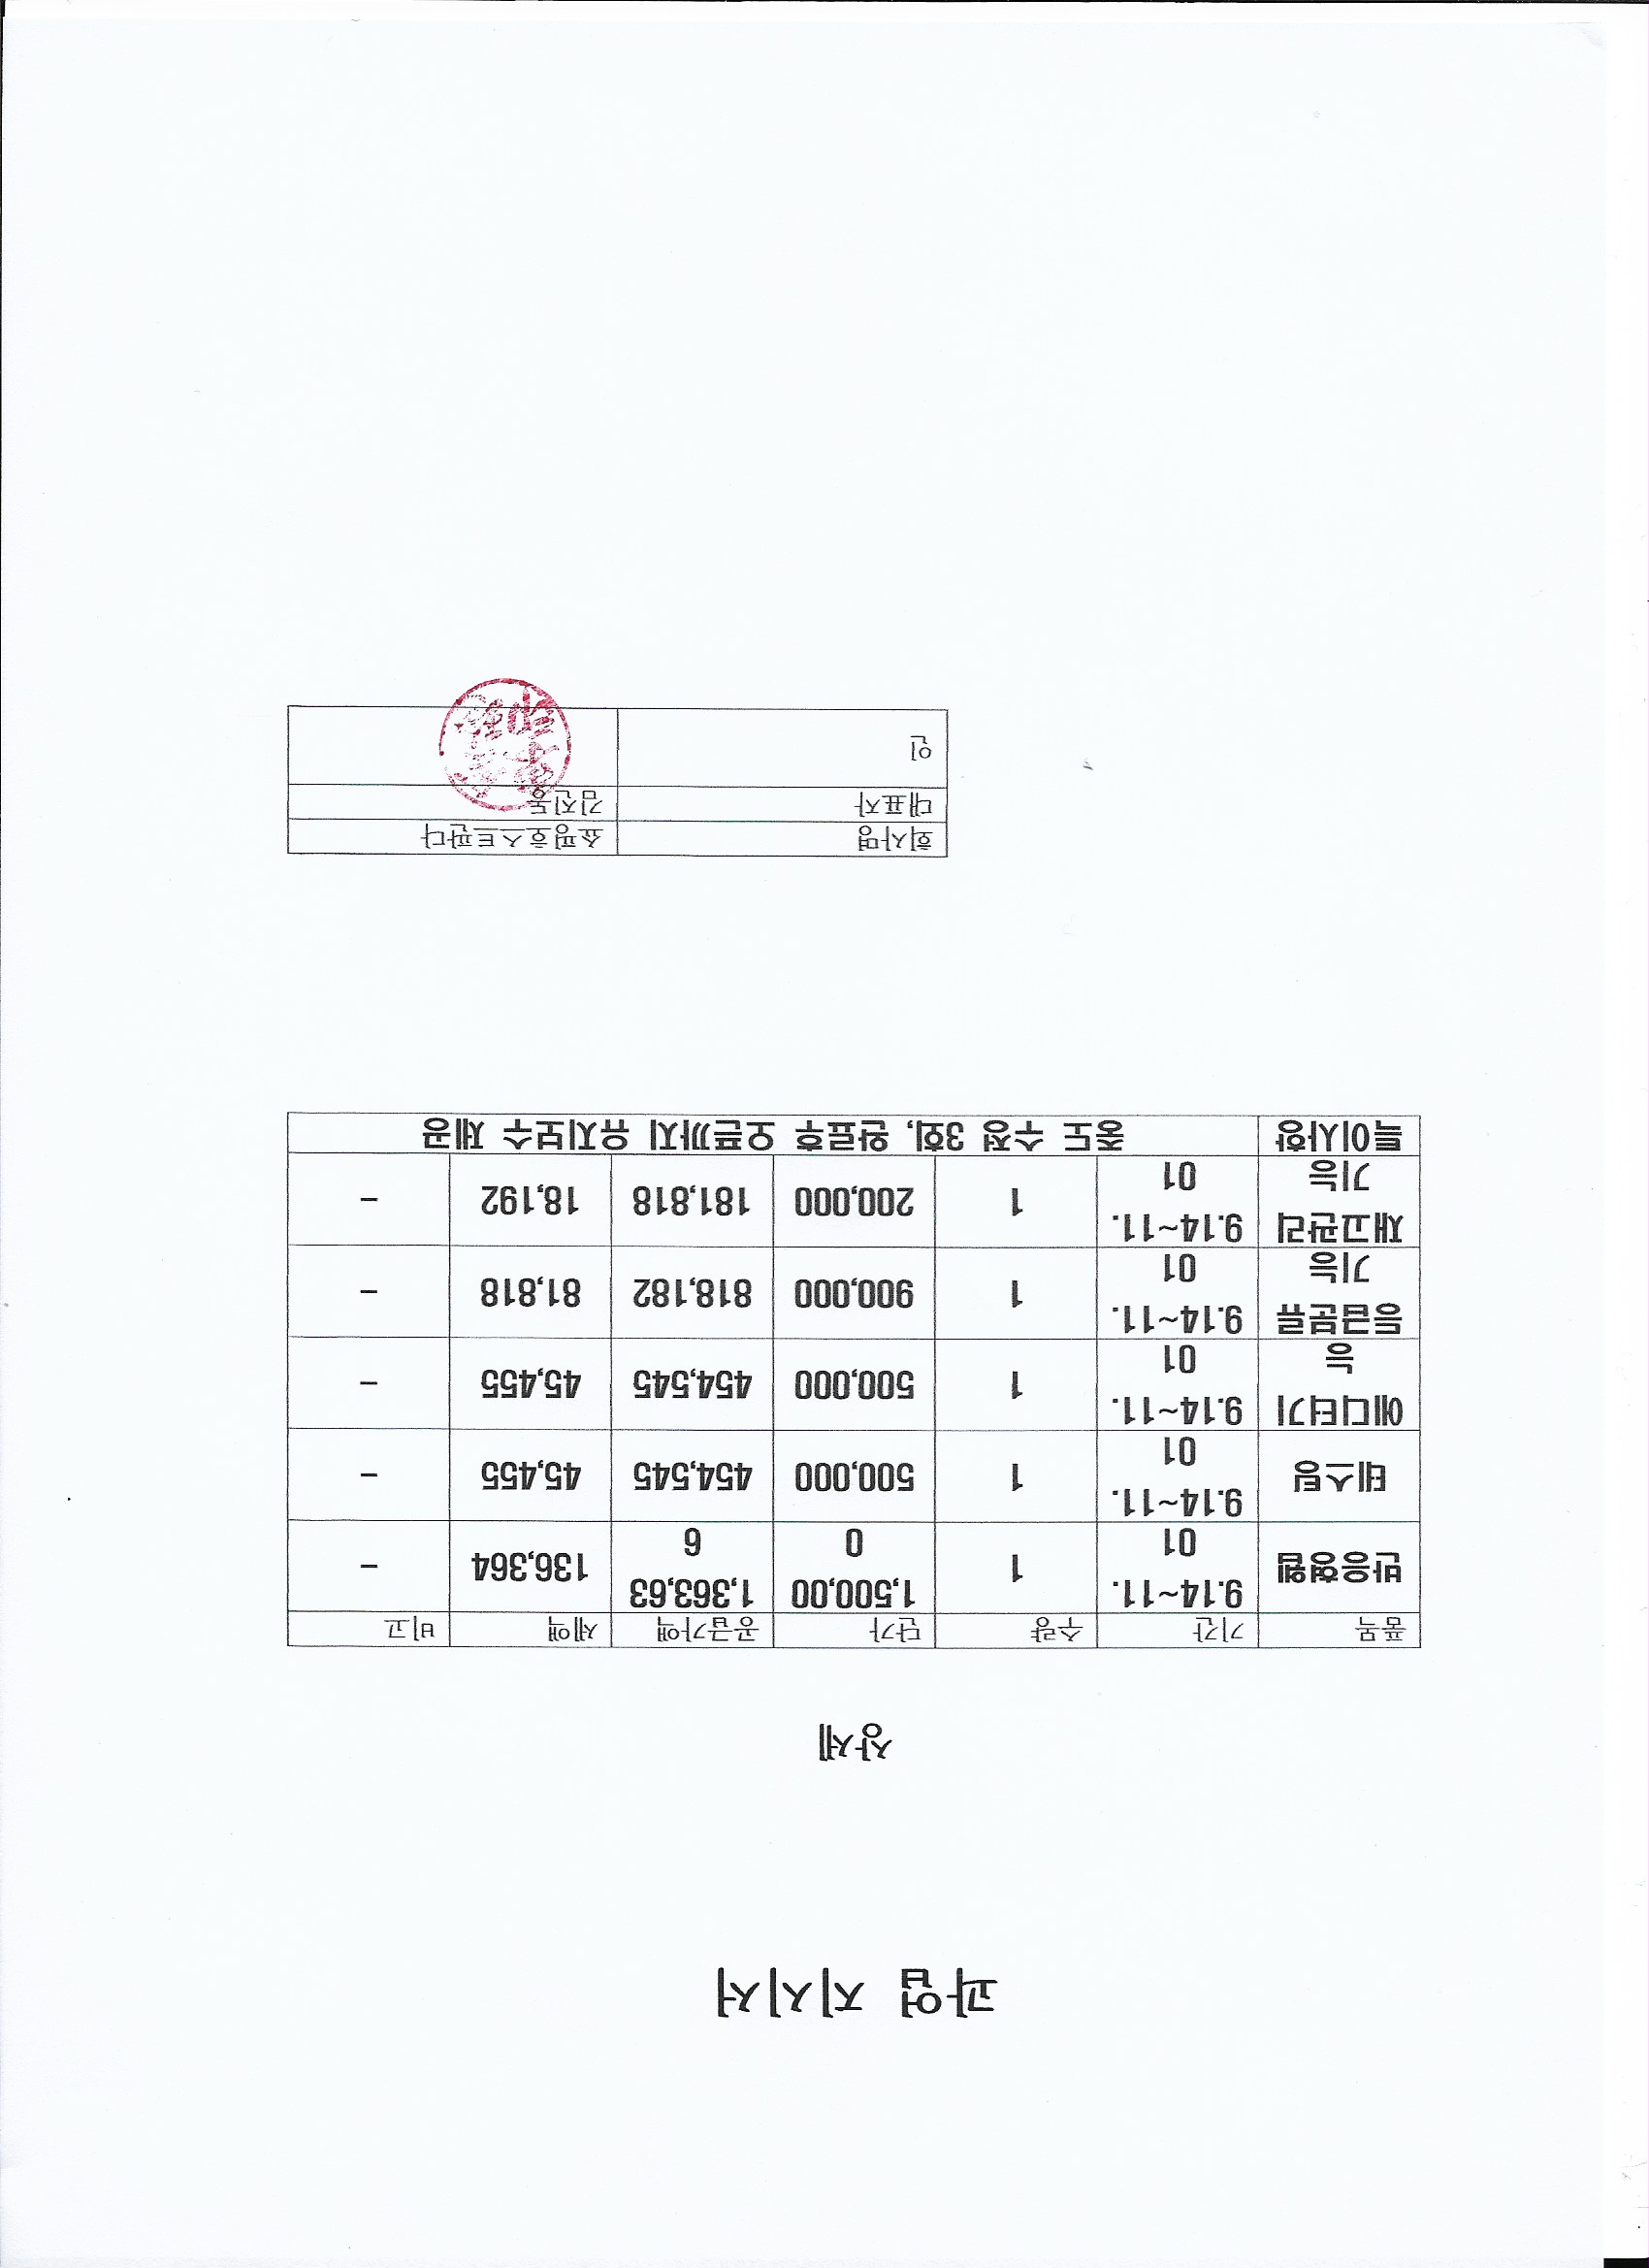 과업 지시서
상세
품목 기간 수량 단가 공급가액 세액 비고
반응형웹 9.14~11.01 1 1,500,000 1,363,636 136,364 -
테스팅 9.14~11.01 1 500,000 454,545 45,455 -
에디터기능 9.14~11.01 1 500,000 454,545 45,455 -
등급분류기능 9.14~11.01 1 900,000 818,182 81,818 -
재고관리기능 9.14~11.01 1 200,000 181,818 18,192 -
특이사항 중도 수정 3회, 완료후 오픈까지 유지보수 제공
회사명 쇼핑호스트판다
대표자 김진동
인